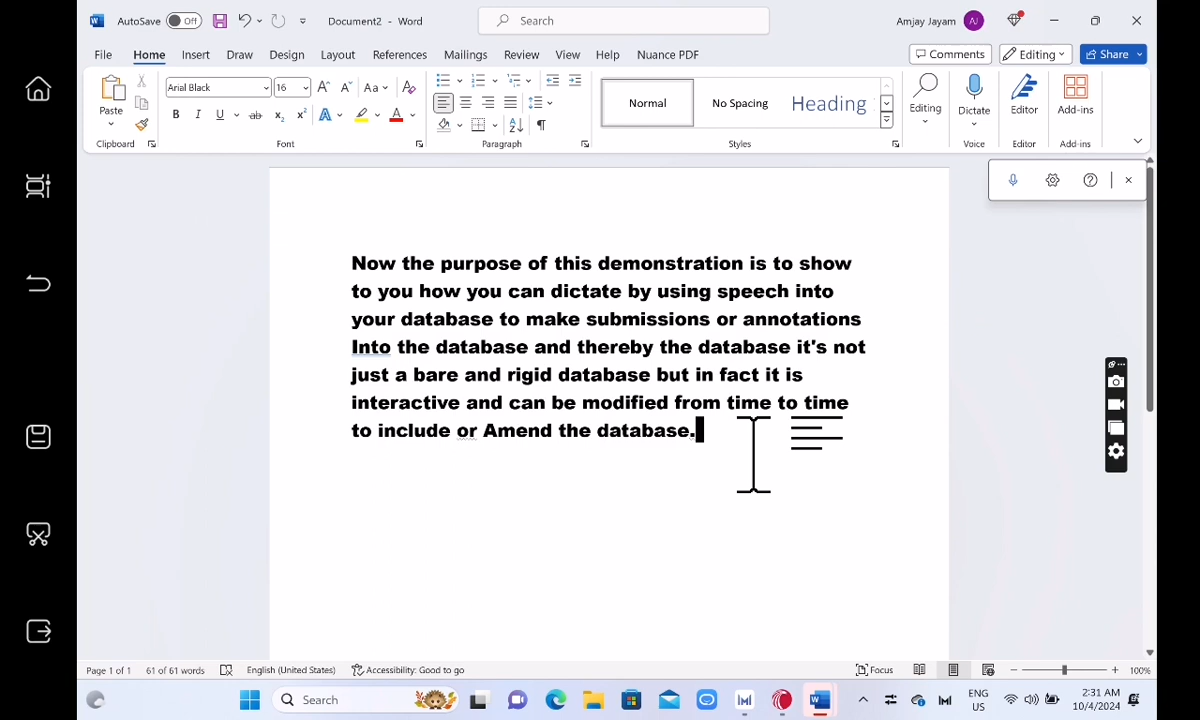 AutoSave Off Document2 - Word Search Amjay Jayam AJ
File Home Insert Draw Design Layout References Mailings Review View Help Nuance PDF Comments Editing Share
Paste Arial Black 16 Normal No Spacing Heading Editing Dictate Editor Add-ins
Clipboard Font Paragraph Styles Voice Editor Add-ins
Now the purpose of this demonstration is to show
to you how you can dictate by using speech into
your database to make submissions or annotations
Into the database and thereby the database it's not
just a bare and rigid database but in fact it is
interactive and can be modified from time to time
to include or Amend the database.
Page 1 of 1 61 of 61 words English (United States) Accessibility: Good to go Focus 100%
Search ENG US 2:31 AM 10/4/2024